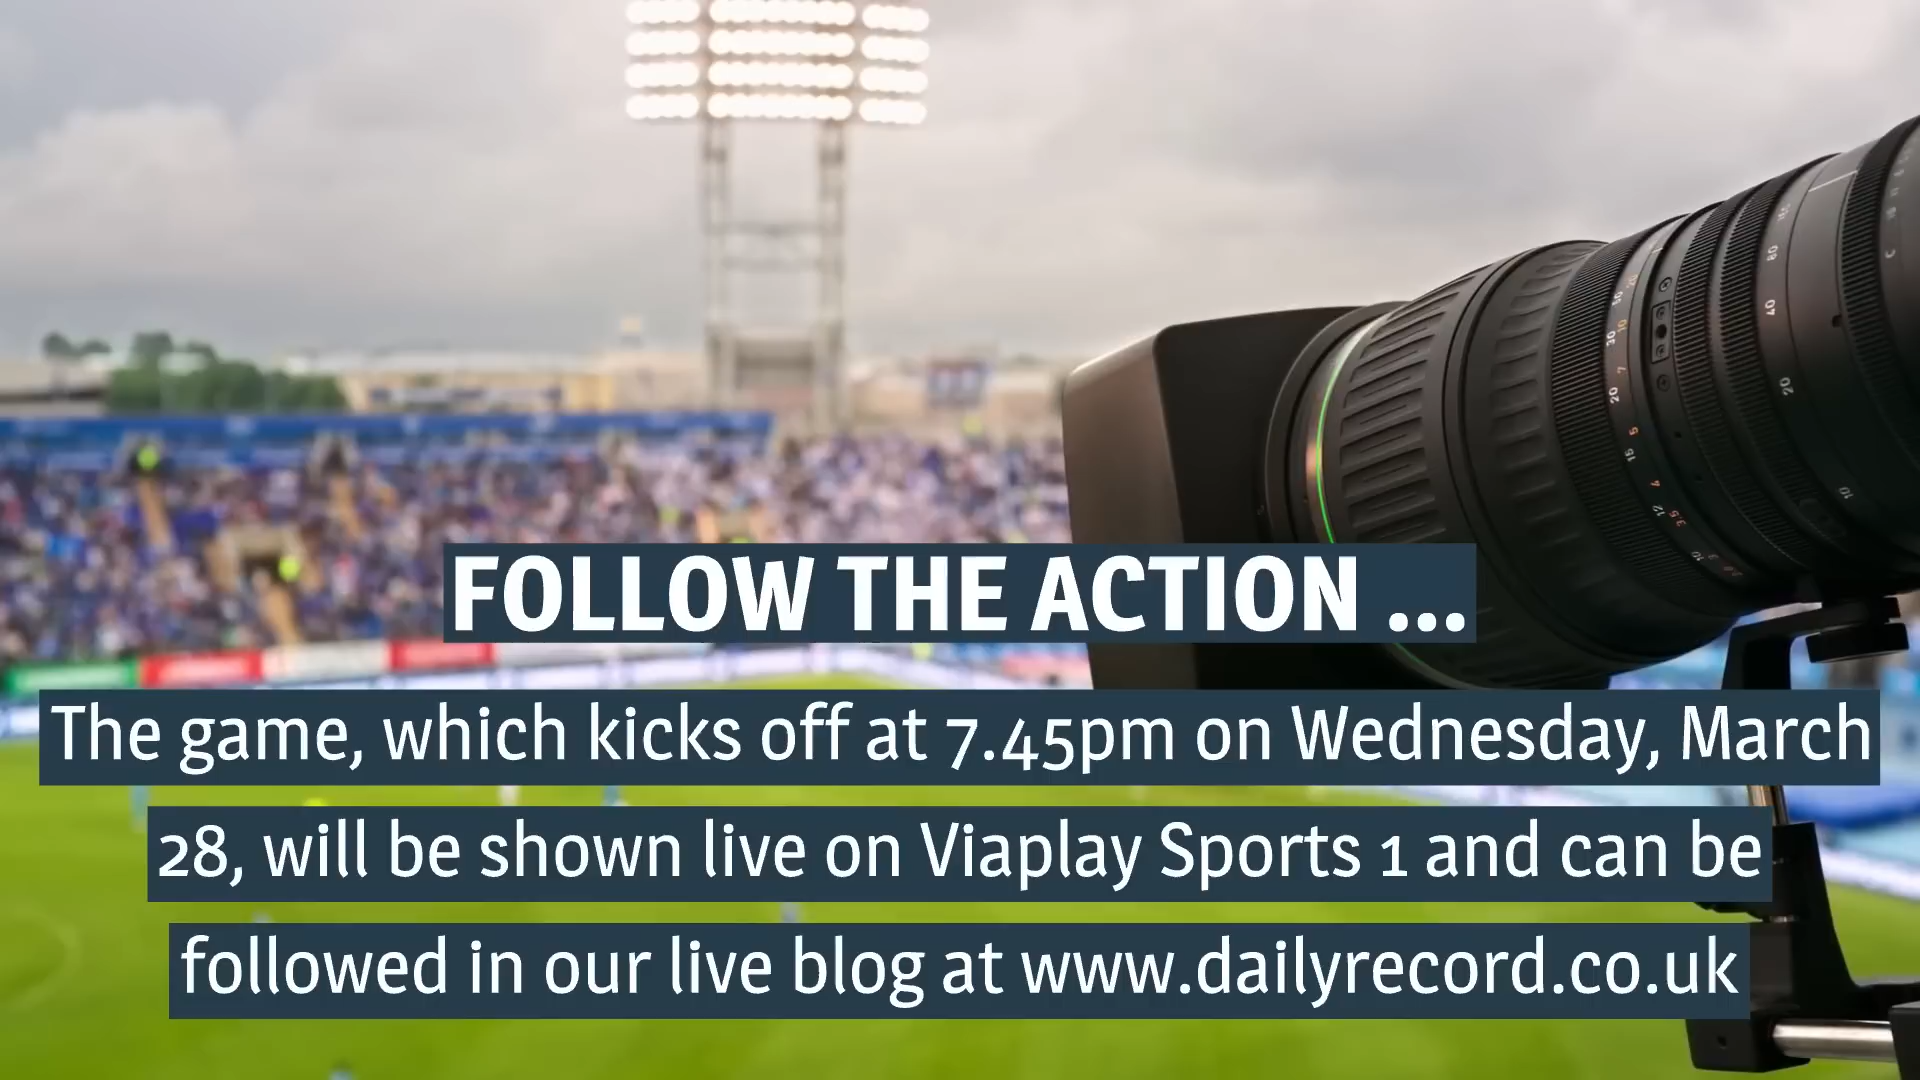 FOLLOW THE ACTION ...
The game, which kicks off at 7.45pm on Wednesday, March
28, will be shown live on Viaplay Sports 1 and can be
followed in our live blog at www.dailyrecord.co.uk